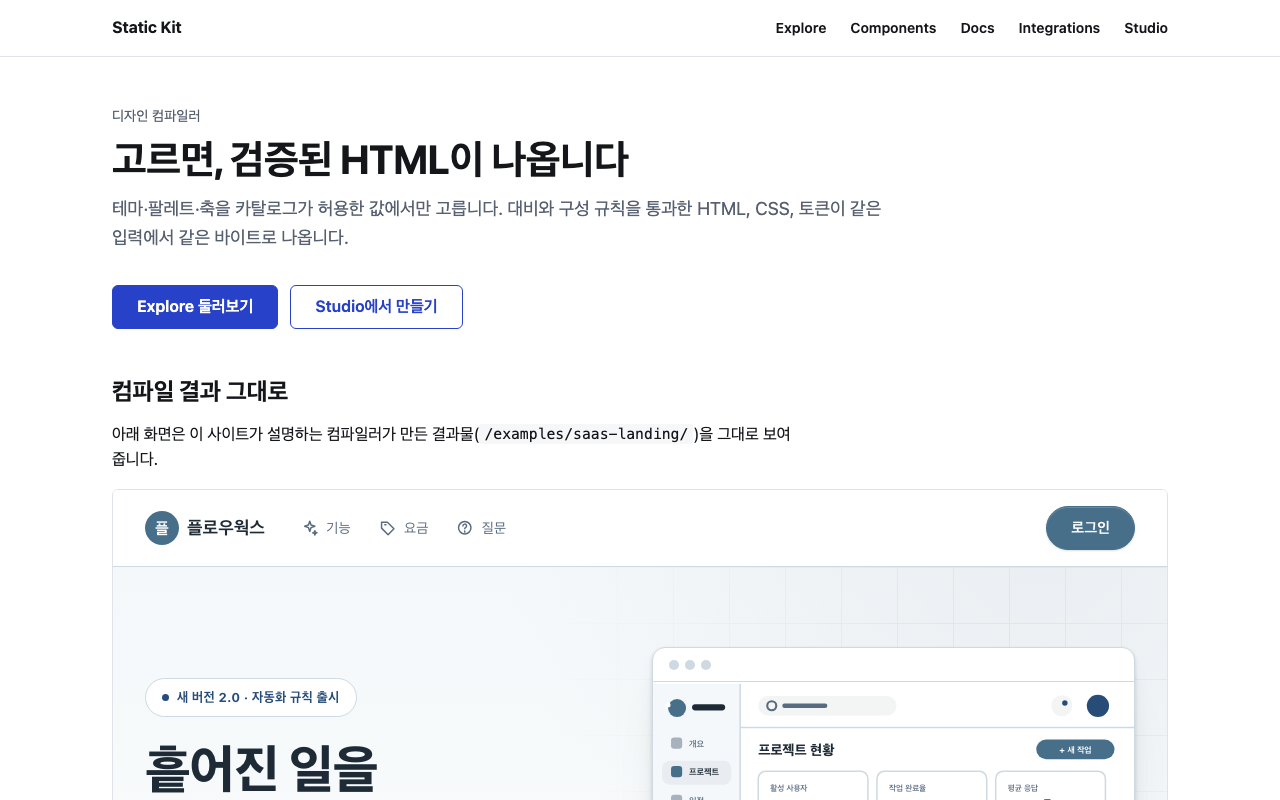 Static Kit
Explore
Components
Docs
Integrations
Studio
디자인 컴파일러
고르면, 검증된 HTML이 나옵니다
테마·팔레트·축을 카탈로그가 허용한 값에서만 고릅니다. 대비와 구성 규칙을 통과한 HTML, CSS, 토큰이 같은
입력에서 같은 바이트로 나옵니다.
Explore 둘러보기
Studio에서 만들기
컴파일 결과 그대로
아래 화면은 이 사이트가 설명하는 컴파일러가 만든 결과물( /examples/saas-landing/ )을 그대로 보여
줍니다.
플
플로우웍스
기능
요금
질문
로그인
새 버전 2.0 · 자동화 규칙 출시
흩어진 일을
개요
프로젝트
프로젝트 현황
+ 새 작업
활성 사용자
작업 완료율
평균 응답